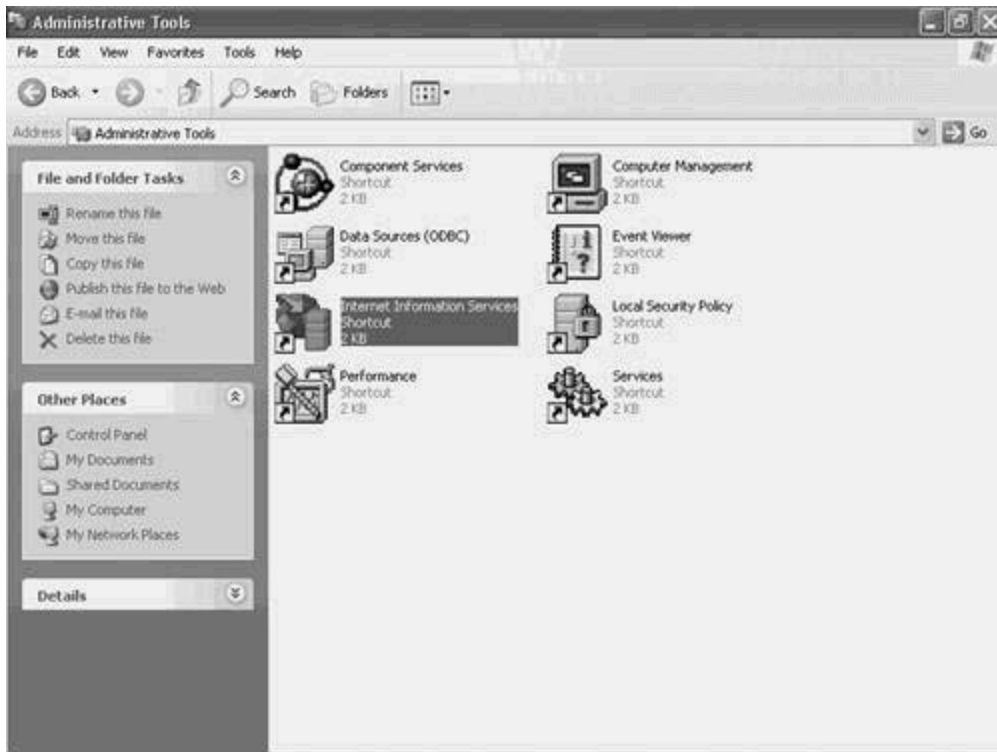 Administrative Tools
File Edit View Favorites Tools Help
Back Search Folders
Address Administrative Tools Go
File and Folder Tasks
Rename this file
Move this file
Copy this file
Publish this file to the Web
E-mail this file
Delete this file
Other Places
Control Panel
My Documents
Shared Documents
My Computer
My Network Places
Details
Component Services
Shortcut
2 KB
Computer Management
Shortcut
2 KB
Data Sources (ODBC)
Shortcut
2 KB
Event Viewer
Shortcut
2 KB
Internet Information Services
Shortcut
2 KB
Local Security Policy
Shortcut
2 KB
Performance
Shortcut
2 KB
Services
Shortcut
2 KB